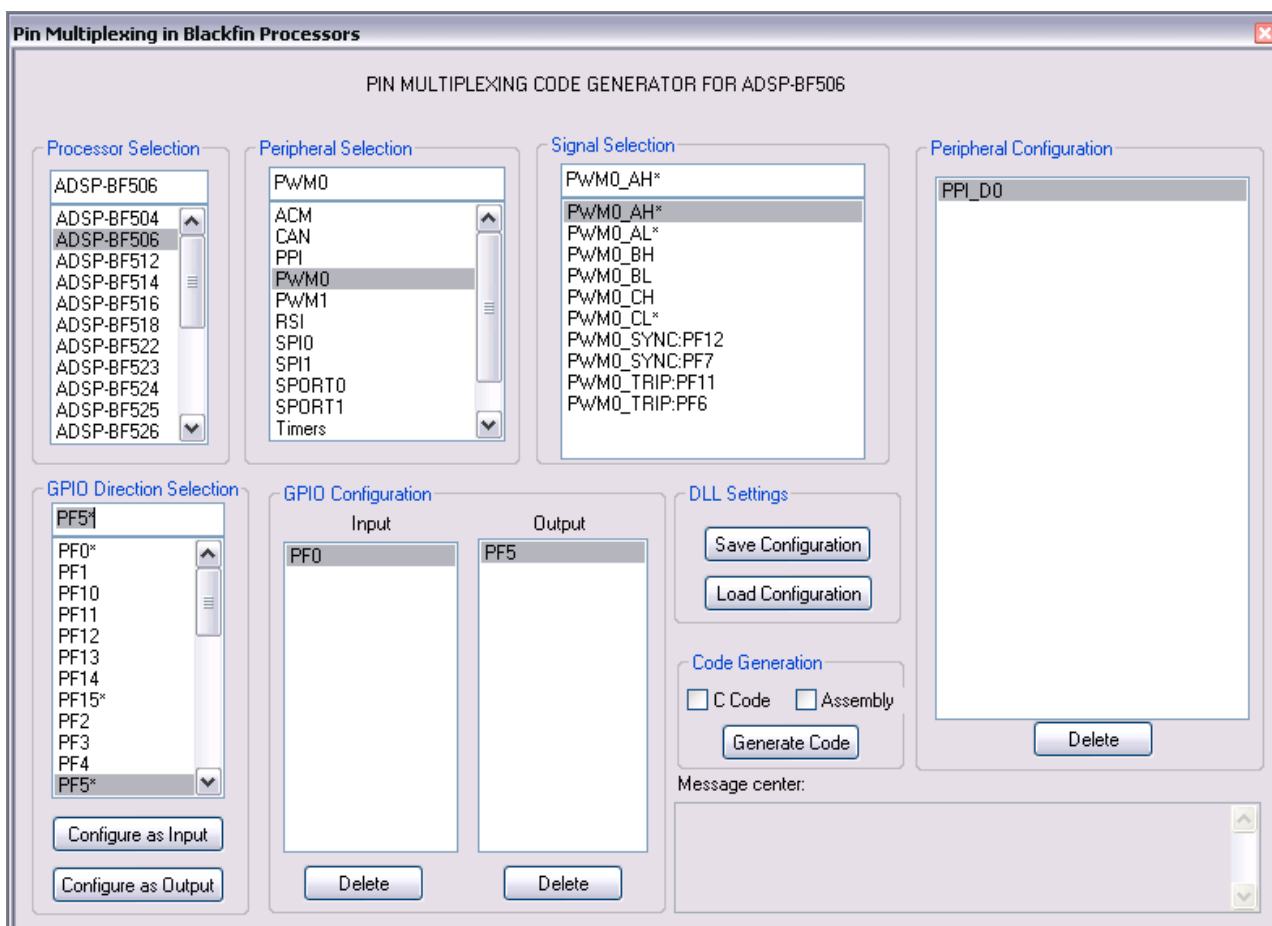 Pin Multiplexing in Blackfin Processors
PIN MULTIPLEXING CODE GENERATOR FOR ADSP-BF506
Processor Selection
ADSP-BF506
ADSP-BF504
ADSP-BF506
ADSP-BF512
ADSP-BF514
ADSP-BF516
ADSP-BF518
ADSP-BF522
ADSP-BF523
ADSP-BF524
ADSP-BF525
ADSP-BF526
Peripheral Selection
PWM0
ACM
CAN
PPI
PWM0
PWM1
RSI
SPI0
SPI1
SPORT0
SPORT1
Timers
Signal Selection
PWM0_AH*
PWM0_AH*
PWM0_AL*
PWM0_BH
PWM0_BL
PWM0_CH
PWM0_CL*
PWM0_SYNC:PF12
PWM0_SYNC:PF7
PWM0_TRIP:PF11
PWM0_TRIP:PF6
Peripheral Configuration
PPI_D0
Delete
GPIO Direction Selection
PF5*
PF0*
PF1
PF10
PF11
PF12
PF13
PF14
PF15*
PF2
PF3
PF4
PF5*
Configure as Input
Configure as Output
GPIO Configuration
Input
PF0
Delete
Output
PF5
Delete
DLL Settings
Save Configuration
Load Configuration
Code Generation
C Code Assembly
Generate Code
Message center: